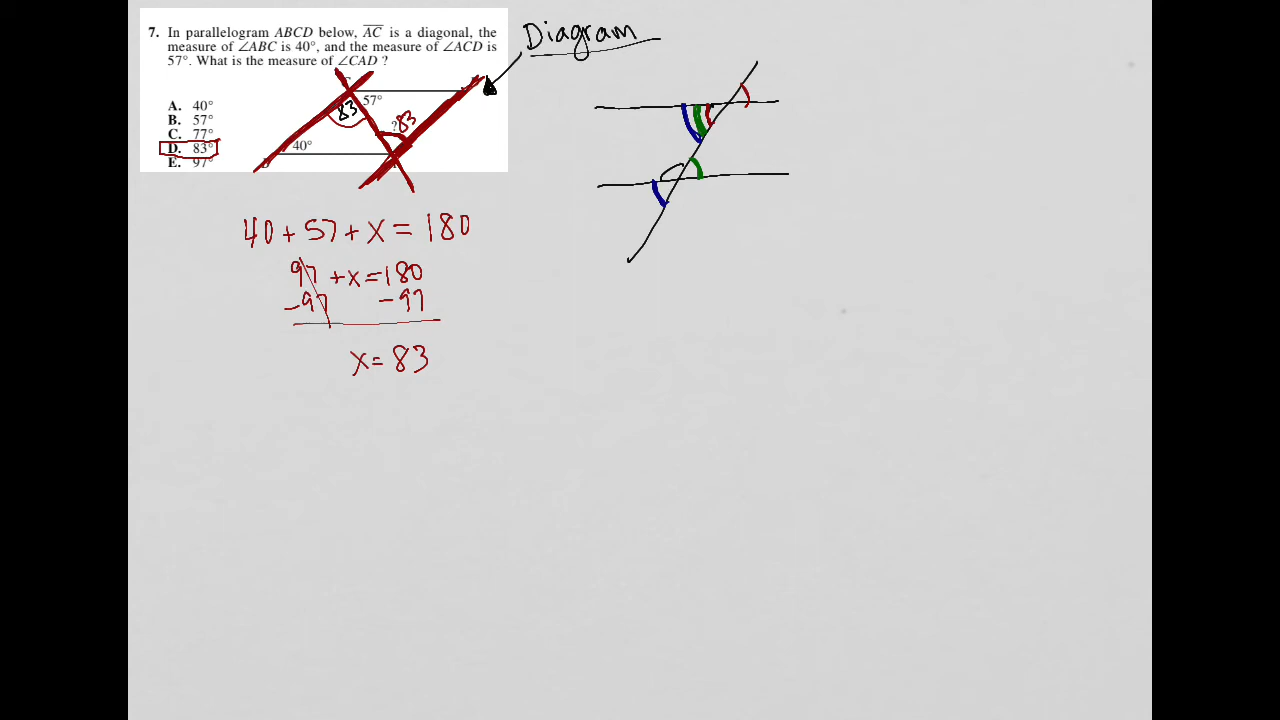 7. In parallelogram ABCD below, AC is a diagonal, the
measure of ∠ABC is 40°, and the measure of ∠ACD is
57°. What is the measure of ∠CAD ?
Diagram
A. 40°
B. 57°
C. 77°
D. 83°
E. 97°
83
57°
?
83
40°
40 + 57 + x = 180
97 + x = 180
-97 -97
x = 83